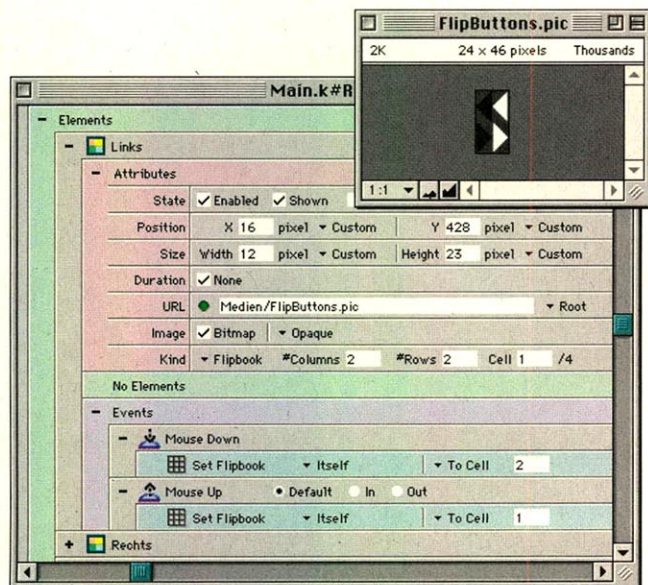 FlipButtons.pic
2K 24 × 46 pixels Thousands
1:1
Main.k#R
Elements
Links
Attributes
State Enabled Shown
Position X 16 pixel Custom Y 428 pixel Custom
Size Width 12 pixel Custom Height 23 pixel Custom
Duration None
URL Medien/FlipButtons.pic Root
Image Bitmap Opaque
Kind Flipbook #Columns 2 #Rows 2 Cell 1 /4
No Elements
Events
Mouse Down
Set Flipbook Itself To Cell 2
Mouse Up Default In Out
Set Flipbook Itself To Cell 1
Rechts